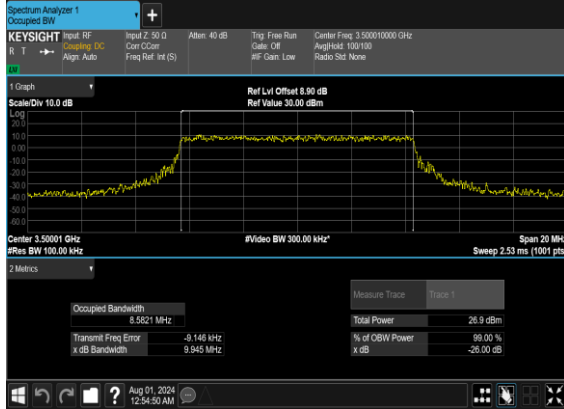 Spectrum Analyzer 1
Occupied BW
KEYSIGHT
R T
Input: RF
Coupling: DC
Align: Auto
Input Z: 50 Ω
Corr CCorr
Freq Ref: Int (S)
Atten: 40 dB
Trig: Free Run
Gate: Off
#IF Gain: Low
Center Freq: 3.500010000 GHz
Avg|Hold: 100/100
Radio Std: None
1 Graph
Scale/Div 10.0 dB
Ref Lvl Offset 8.90 dB
Ref Value 30.00 dBm
Log
20.0
10.0
0.00
-10.0
-20.0
-30.0
-40.0
-50.0
-60.0
Center 3.50001 GHz
#Res BW 100.00 kHz
#Video BW 300.00 kHz*
Span 20 MHz
Sweep 2.53 ms (1001 pts
2 Metrics
Measure Trace Trace 1
Occupied Bandwidth
8.5821 MHz
Total Power 26.9 dBm
Transmit Freq Error -9.146 kHz
% of OBW Power 99.00 %
x dB Bandwidth 9.945 MHz
x dB -26.00 dB
Aug 01, 2024
12:54:50 AM